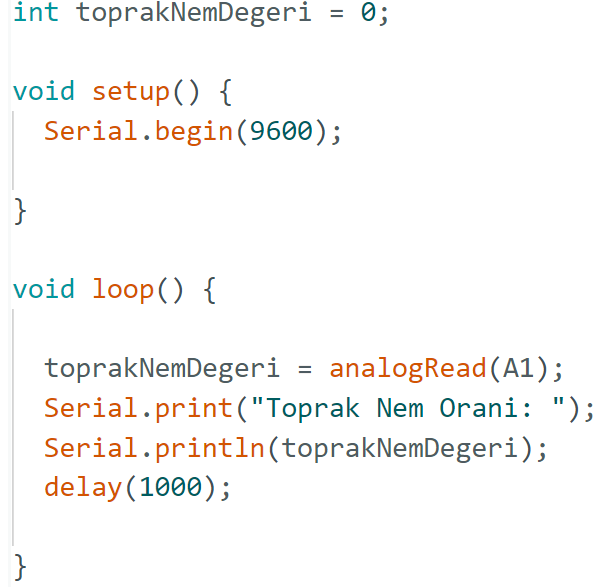 int toprakNemDegeri = 0;
void setup() {
Serial.begin(9600);
}
void loop() {
toprakNemDegeri = analogRead(A1);
Serial.print("Toprak Nem Orani: ");
Serial.println(toprakNemDegeri);
delay(1000);
}